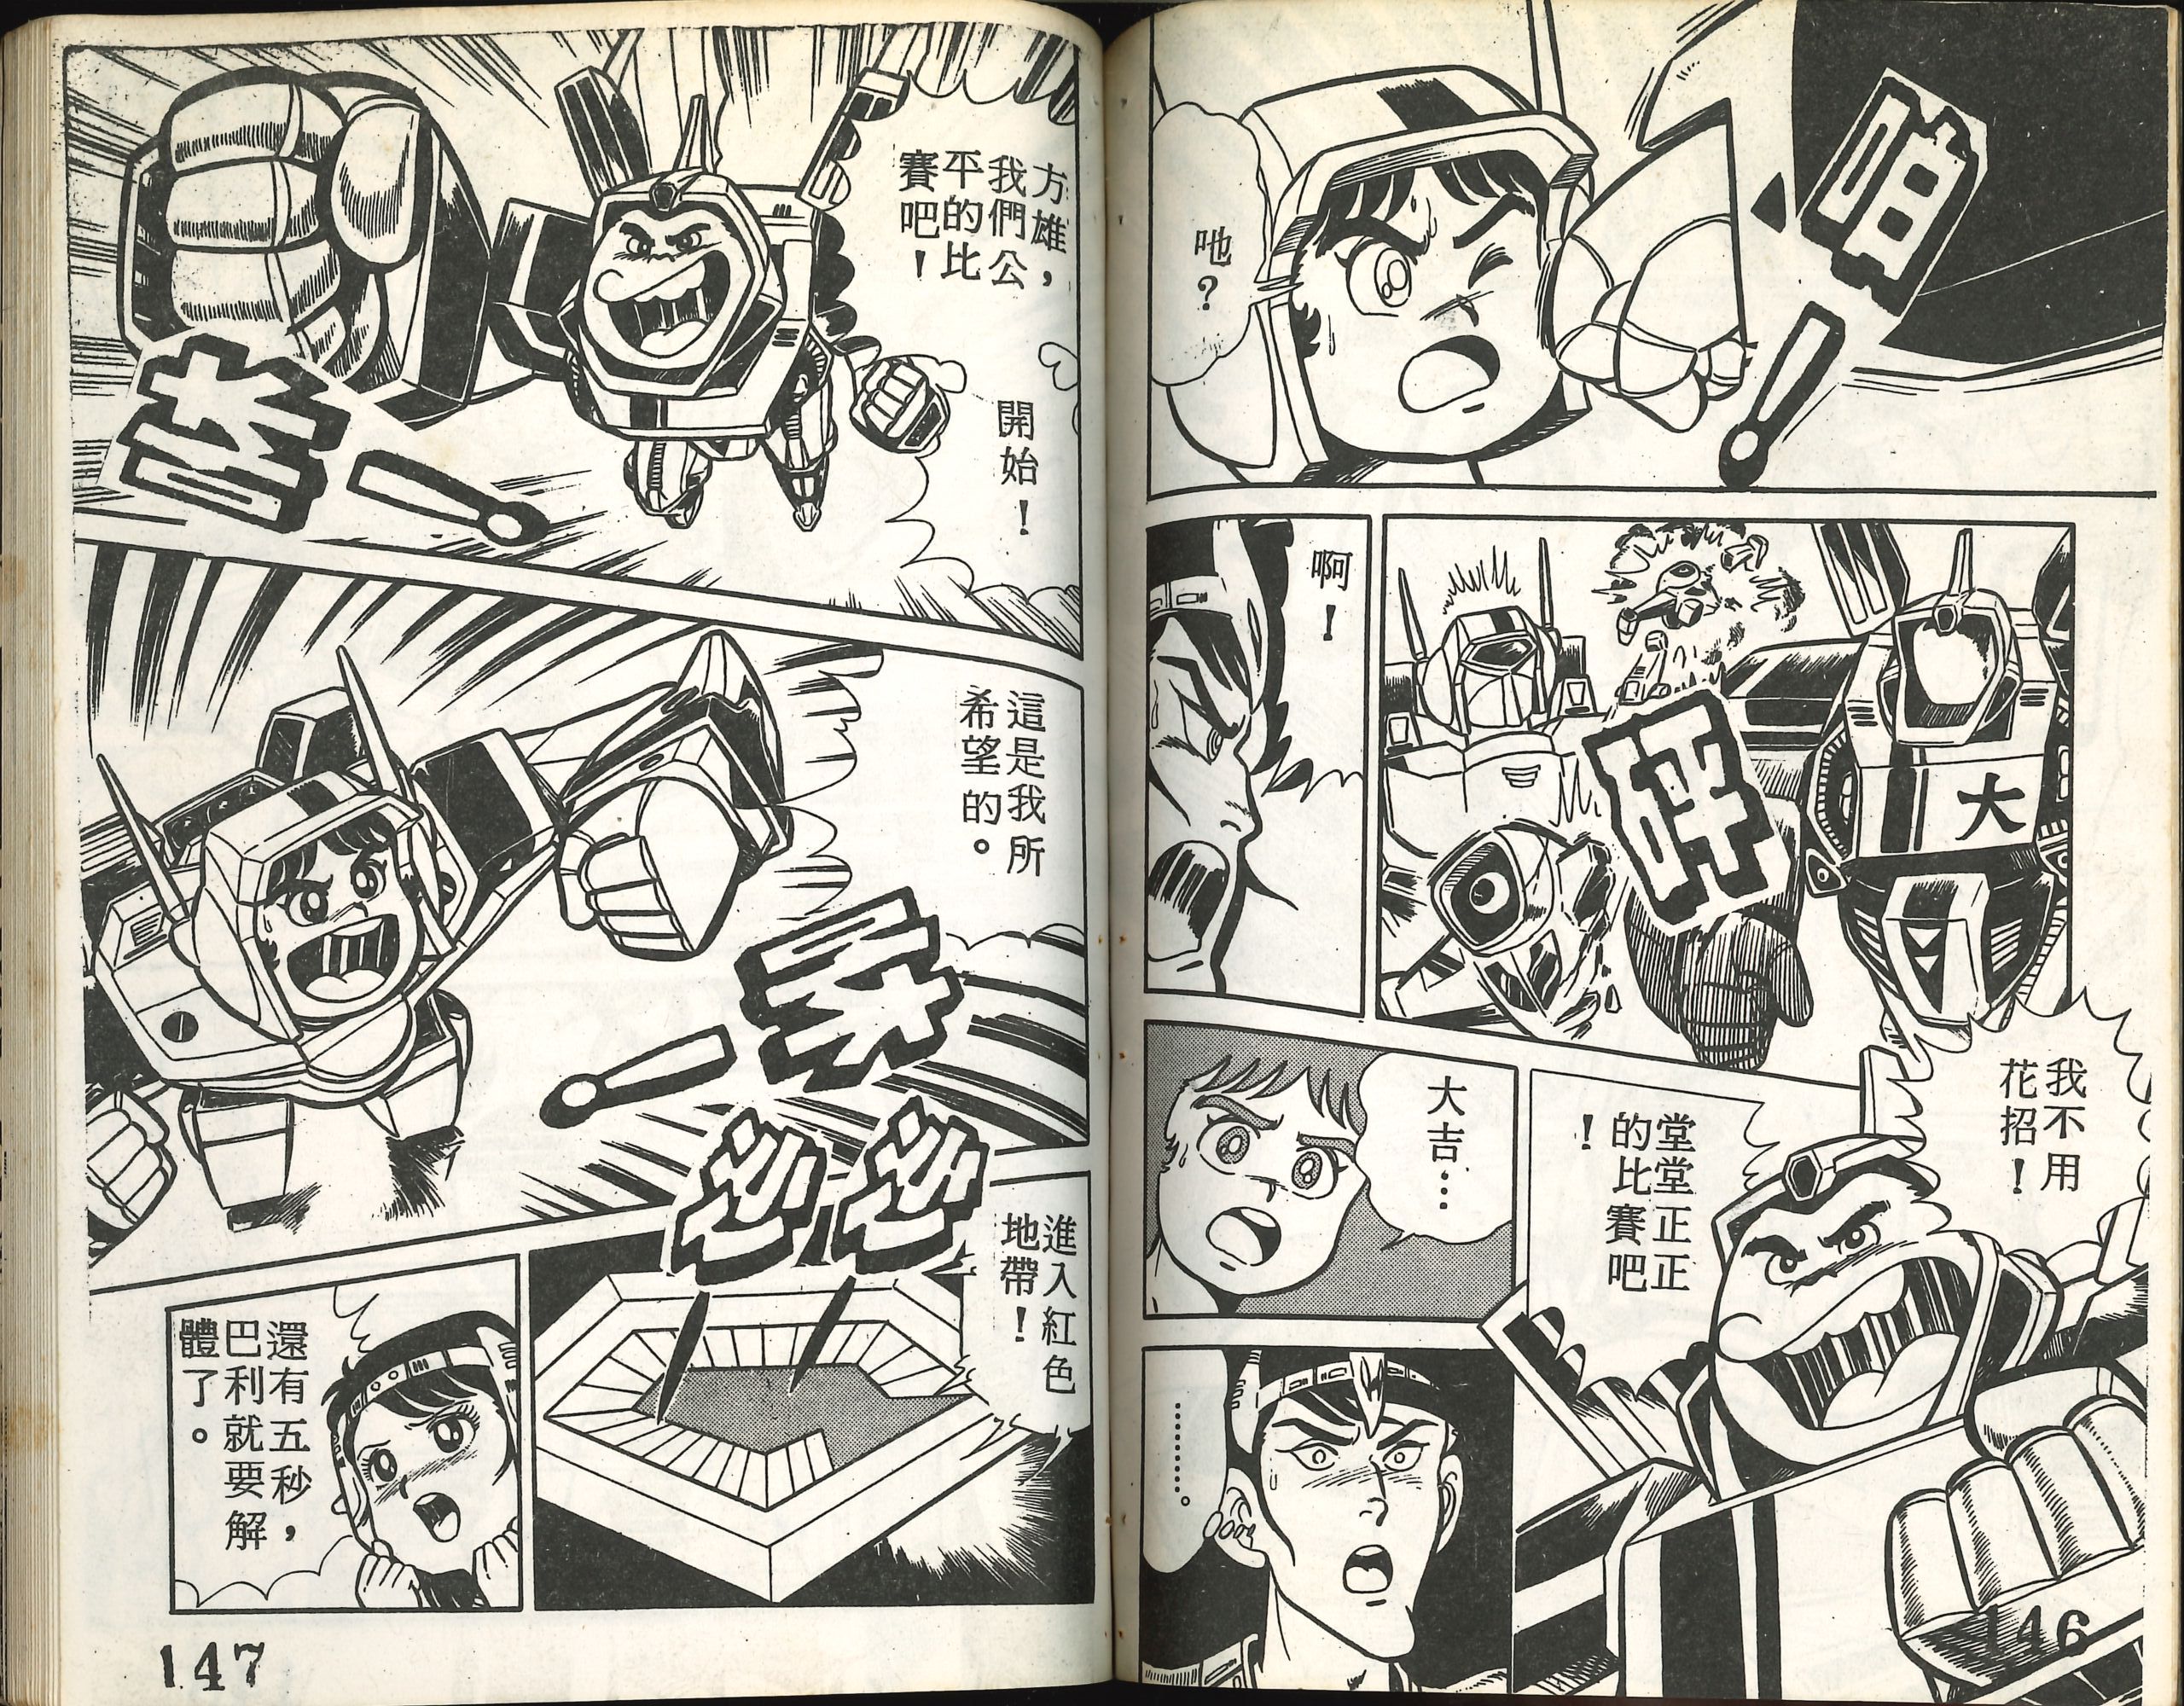 咱！
吔？
砰
大
啊！
我不用
花招！
堂堂正正
的比賽吧
！
大吉…
………。
146
方雄，
我們公
平的比
賽吧！
開始！
這是我所
希望的。
進入紅色
地帶！
還有五秒，
巴利就要解
體了。
147